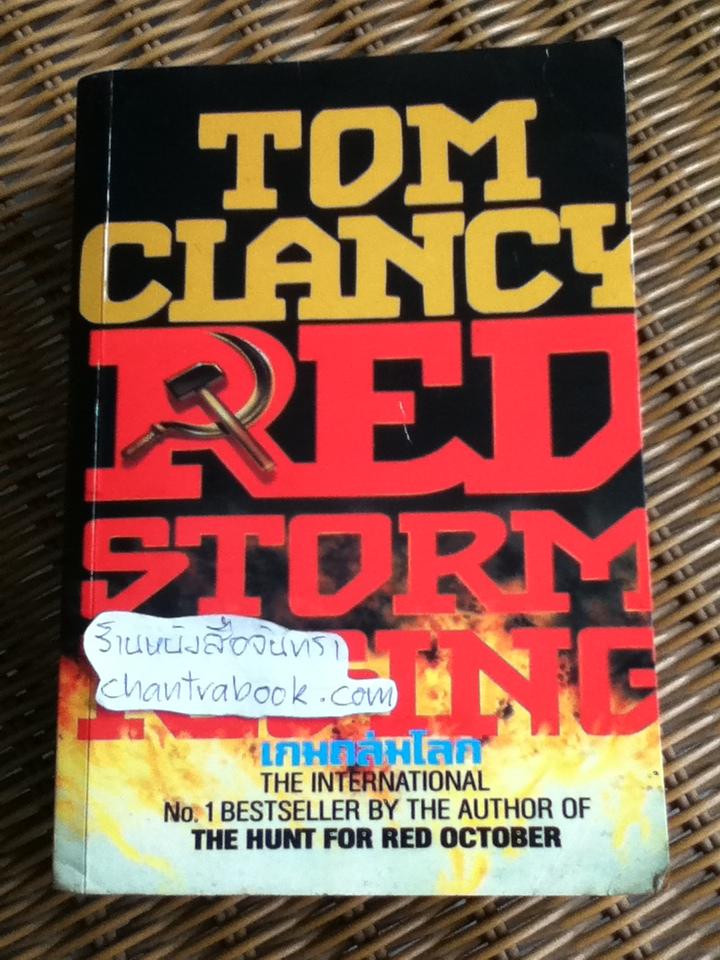 TOM
CLANCY
RED
STORM
RISING
ร้านหนังสือจันทรา
chantrabook.com
เกมถล่มโลก
THE INTERNATIONAL
No. 1 BESTSELLER BY THE AUTHOR OF
THE HUNT FOR RED OCTOBER